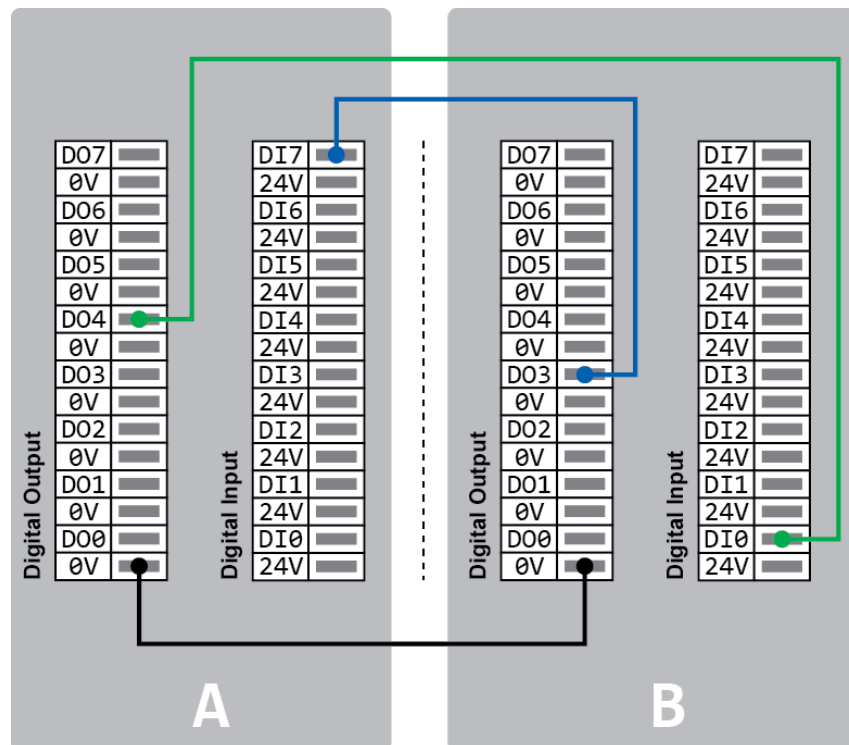 DO7
0V
DO6
0V
DO5
0V
DO4
0V
DO3
0V
DO2
0V
DO1
0V
DO0
0V
Digital Output
DI7
24V
DI6
24V
DI5
24V
DI4
24V
DI3
24V
DI2
24V
DI1
24V
DI0
24V
Digital Input
A
DO7
0V
DO6
0V
DO5
0V
DO4
0V
DO3
0V
DO2
0V
DO1
0V
DO0
0V
Digital Output
DI7
24V
DI6
24V
DI5
24V
DI4
24V
DI3
24V
DI2
24V
DI1
24V
DI0
24V
Digital Input
B